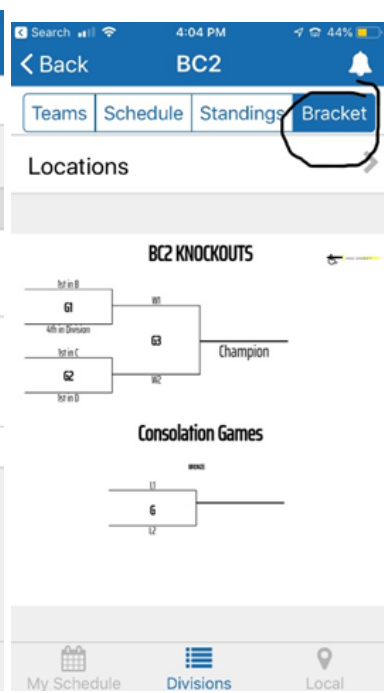 Search 4:04 PM 44%
Back BC2
Teams Schedule Standings Bracket
Locations
BC2 KNOCKOUTS
1st in B
G1
W1
4th in Division
G3
Champion
1st in C
G2
W2
1st in D
Consolation Games
BRONZE
L1
G
L2
My Schedule Divisions Local